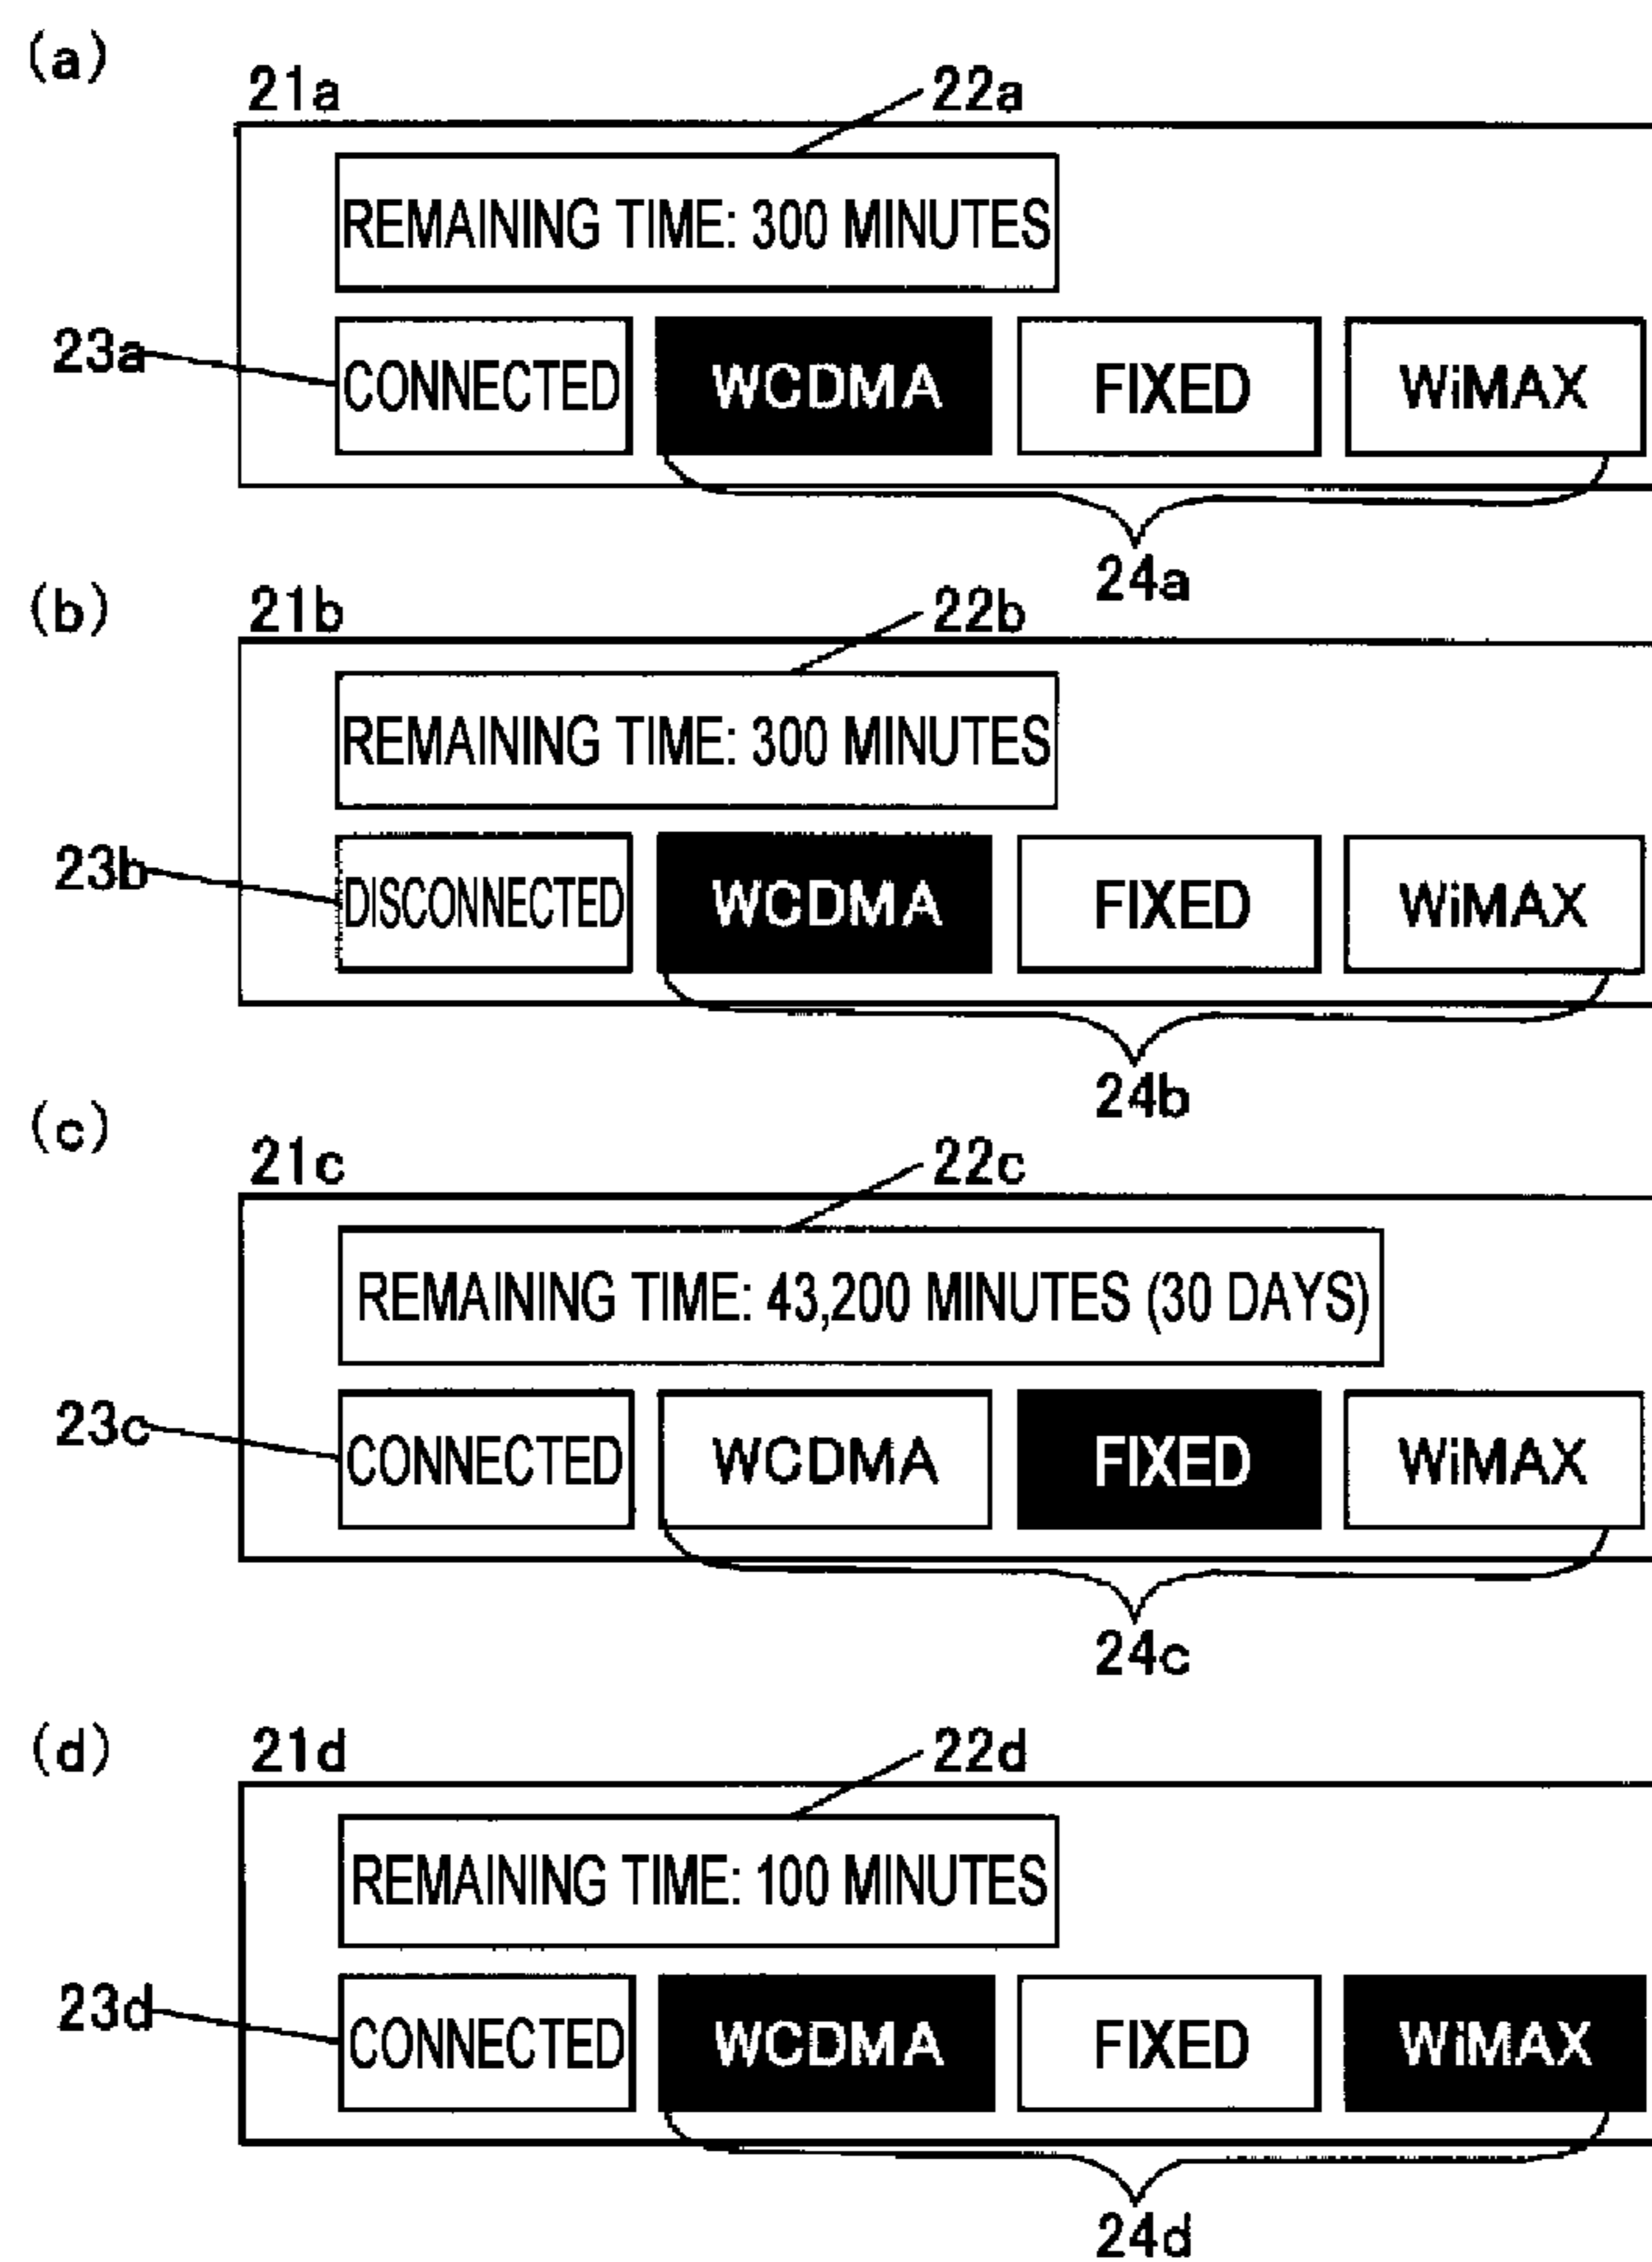 (a)
21a 22a
REMAINING TIME: 300 MINUTES
23a CONNECTED WCDMA FIXED WiMAX
24a
(b) 21b 22b
REMAINING TIME: 300 MINUTES
23b DISCONNECTED WCDMA FIXED WiMAX
24b
(c)
21c 22c
REMAINING TIME: 43,200 MINUTES (30 DAYS)
23c CONNECTED WCDMA FIXED WiMAX
24c
(d) 21d 22d
REMAINING TIME: 100 MINUTES
23d CONNECTED WCDMA FIXED WiMAX
24d